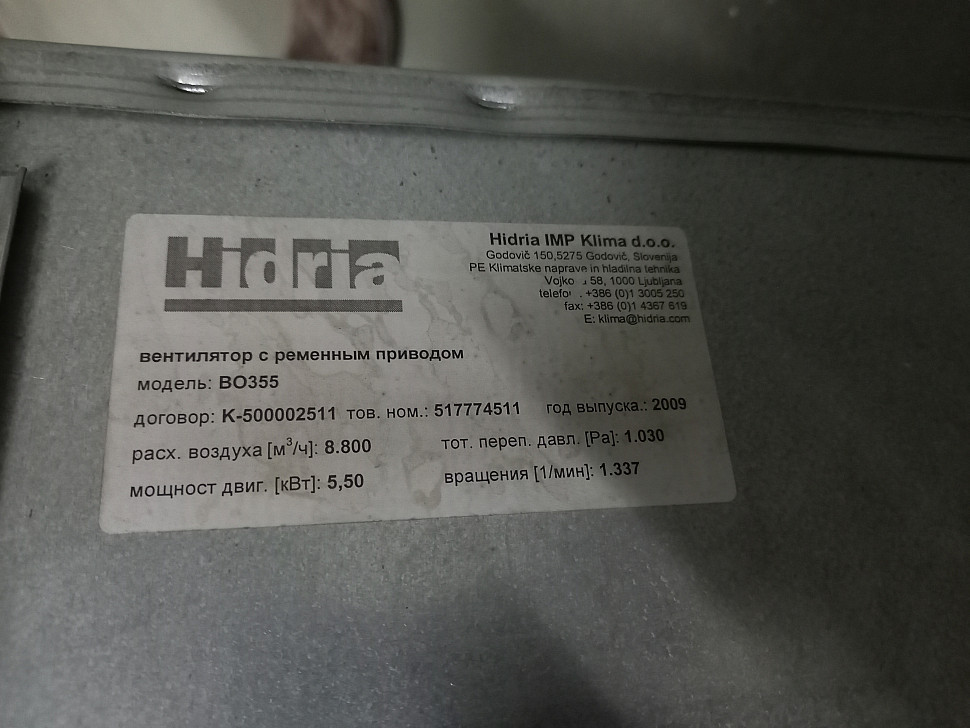 Hidria
Hidria IMP Klima d.o.o.
Godovič 150,5275 Godovič, Slovenija
PE Klimatske naprave in hladilna tehnika
58, 1000 Ljubljana
+386 (0)1 3005 250
fax: +386 (0)1 4367 619
E: klima@hidria.com
вентилятор с ременным приводом
модель: BO355
договор: K-500002511 тов. ном.: 517774511 год выпуска.: 2009
расх. воздуха [м³/ч]: 8.800 тот. переп. давл. [Pa]: 1.030
мощност двиг. [кВт]: 5,50 вращения [1/мин]: 1.337